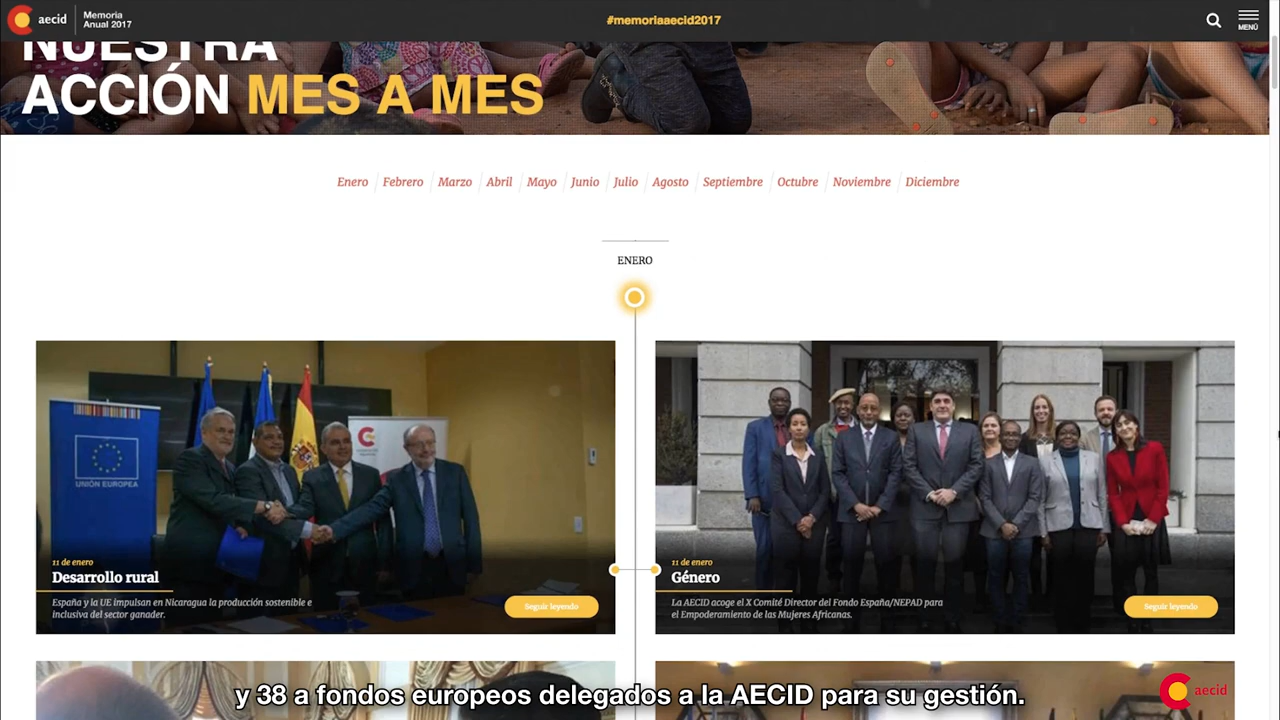 aecid
Memoria
Anual 2017
#memoriaaecid2017
MENÚ
NUESTRA
ACCIÓN MES A MES
Enero
Febrero
Marzo
Abril
Mayo
Junio
Julio
Agosto
Septiembre
Octubre
Noviembre
Diciembre
ENERO
UNIÓN EUROPEA
11 de enero
Desarrollo rural
España y la UE impulsan en Nicaragua la producción sostenible e
inclusiva del sector ganader.
Seguir leyendo
11 de enero
Género
La AECID acoge el X Comité Director del Fondo España/NEPAD para
el Empoderamiento de las Mujeres Africanas.
Seguir leyendo
y 38 a fondos europeos delegados a la AECID para su gestión.
aecid